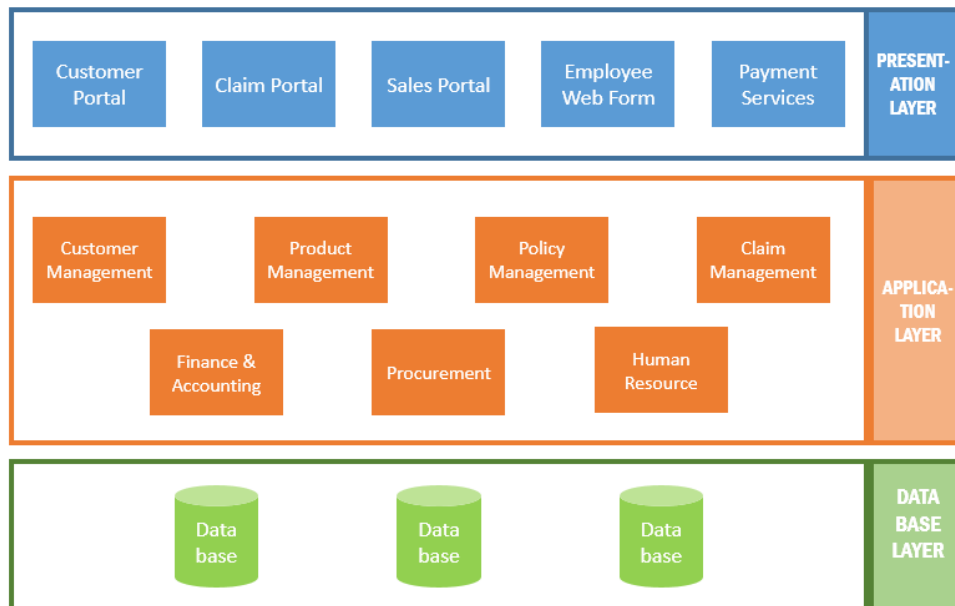 Customer
Portal
Claim Portal
Sales Portal
Employee
Web Form
Payment
Services
PRESENT-
ATION
LAYER
Customer
Management
Product
Management
Policy
Management
Claim
Management
Finance &
Accounting
Procurement
Human
Resource
APPLICA-
TION
LAYER
Data
base
Data
base
Data
base
DATA
BASE
LAYER